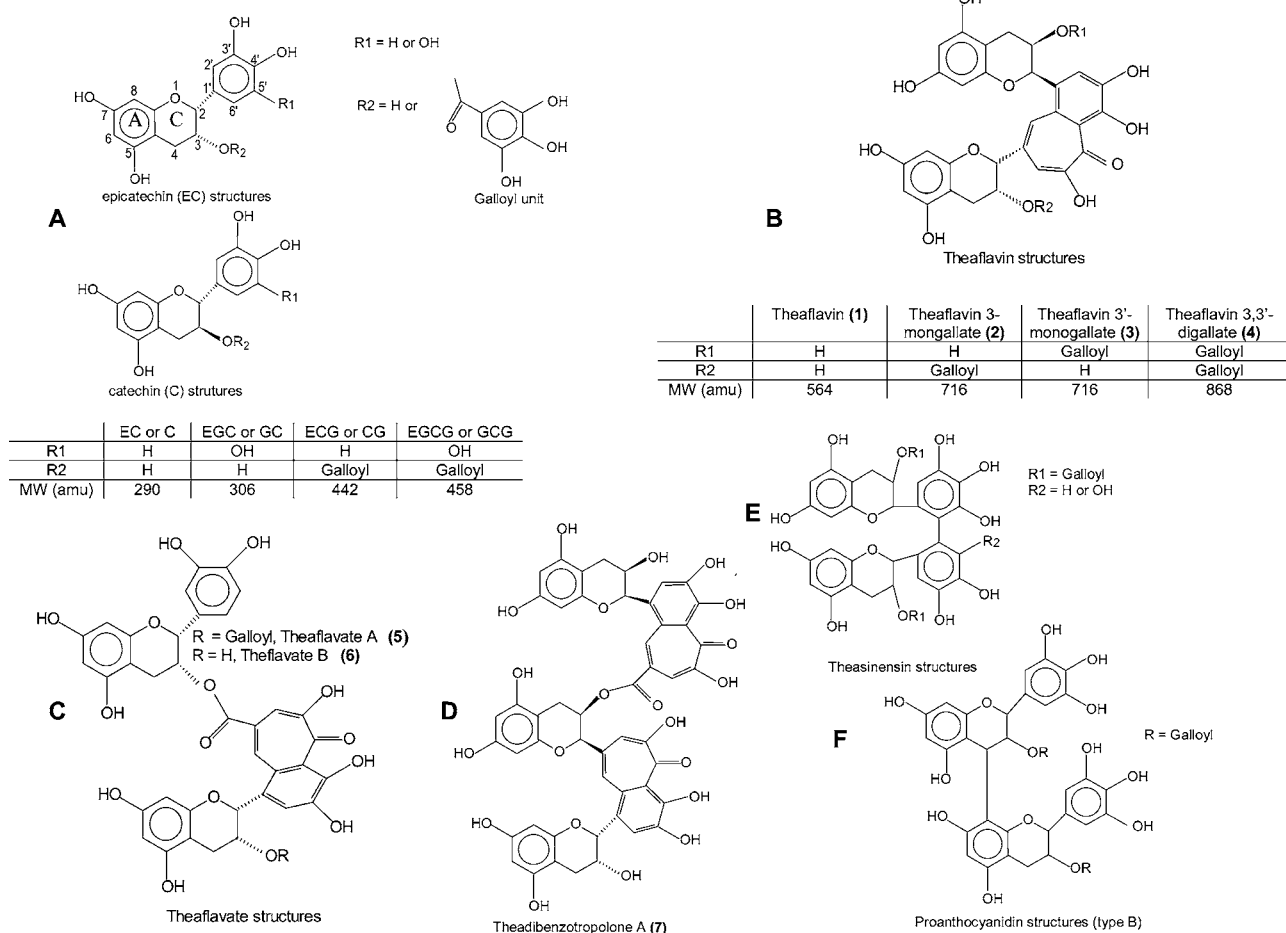 OH
3'
OH
4'
2'
5'
1'
6'
R1
8
1
O
HO
7
A
C
2
6
3
OR2
5
4
OH
epicatechin (EC) structures
R1 = H or OH
R2 = H or
O
OH
OH
OH
Galloyl unit
A
OH
OH
HO
O
R1
OR2
OH
catechin (C) strutures
EC or C EGC or GC ECG or CG EGCG or GCG
R1 H OH H OH
R2 H H Galloyl Galloyl
MW (amu) 290 306 442 458
OH
OR1
HO
O
OH
OH
HO
O
O
OH
OR2
OH
B
Theaflavin structures
Theaflavin (1) Theaflavin 3- Theaflavin 3'- Theaflavin 3,3'-
mongallate (2) monogallate (3) digallate (4)
R1 H H Galloyl Galloyl
R2 H Galloyl H Galloyl
MW (amu) 564 716 716 868
HO
OH
HO
O
R = Galloyl, Theaflavate A (5)
R = H, Theflavate B (6)
OH
O
O
OH
O
OH
OH
HO
O
OR
OH
C
Theaflavate structures
OH
OH
HO
O
OH
OH
O
OH
O
O
OH
HO
O
OH
O
OH
OH
HO
O
OH
OH
D
Theadibenzotropolone A (7)
OH
OR1
OH
OH
HO
O
OH
R1 = Galloyl
R2 = H or OH
E
HO
O
R2
OH
OH
OR1
OH
OH
Theasinensin structures
OH
OH
OH
HO
O
OR
HO
R = Galloyl
F
OH
OH
OH
HO
O
OR
OH
Proanthocyanidin structures (type B)